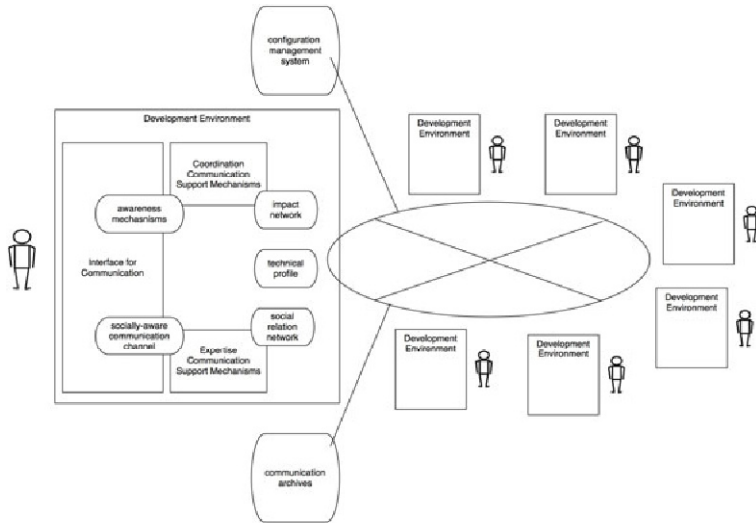 configuration
management
system
Development Environment
Coordination
Communication
Support Mechanisms
awareness
mechasnisms
impact
network
Interface for
Communication
technical
profile
socially-aware
communication
channel
social
relation
network
Expertise
Communication
Support Mechanisms
communication
archives
Development
Environment
Development
Environment
Development
Environment
Development
Environment
Development
Environment
Development
Environment